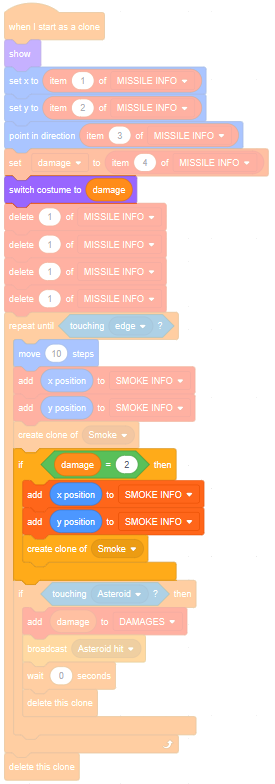 when I start as a clone
show
set x to item 1 of MISSILE INFO
set y to item 2 of MISSILE INFO
point in direction item 3 of MISSILE INFO
set damage to item 4 of MISSILE INFO
switch costume to damage
delete 1 of MISSILE INFO
delete 1 of MISSILE INFO
delete 1 of MISSILE INFO
delete 1 of MISSILE INFO
repeat until touching edge ?
move 10 steps
add x position to SMOKE INFO
add y position to SMOKE INFO
create clone of Smoke
if damage = 2 then
add x position to SMOKE INFO
add y position to SMOKE INFO
create clone of Smoke
if touching Asteroid ? then
add damage to DAMAGES
broadcast Asteroid hit
wait 0 seconds
delete this clone
delete this clone